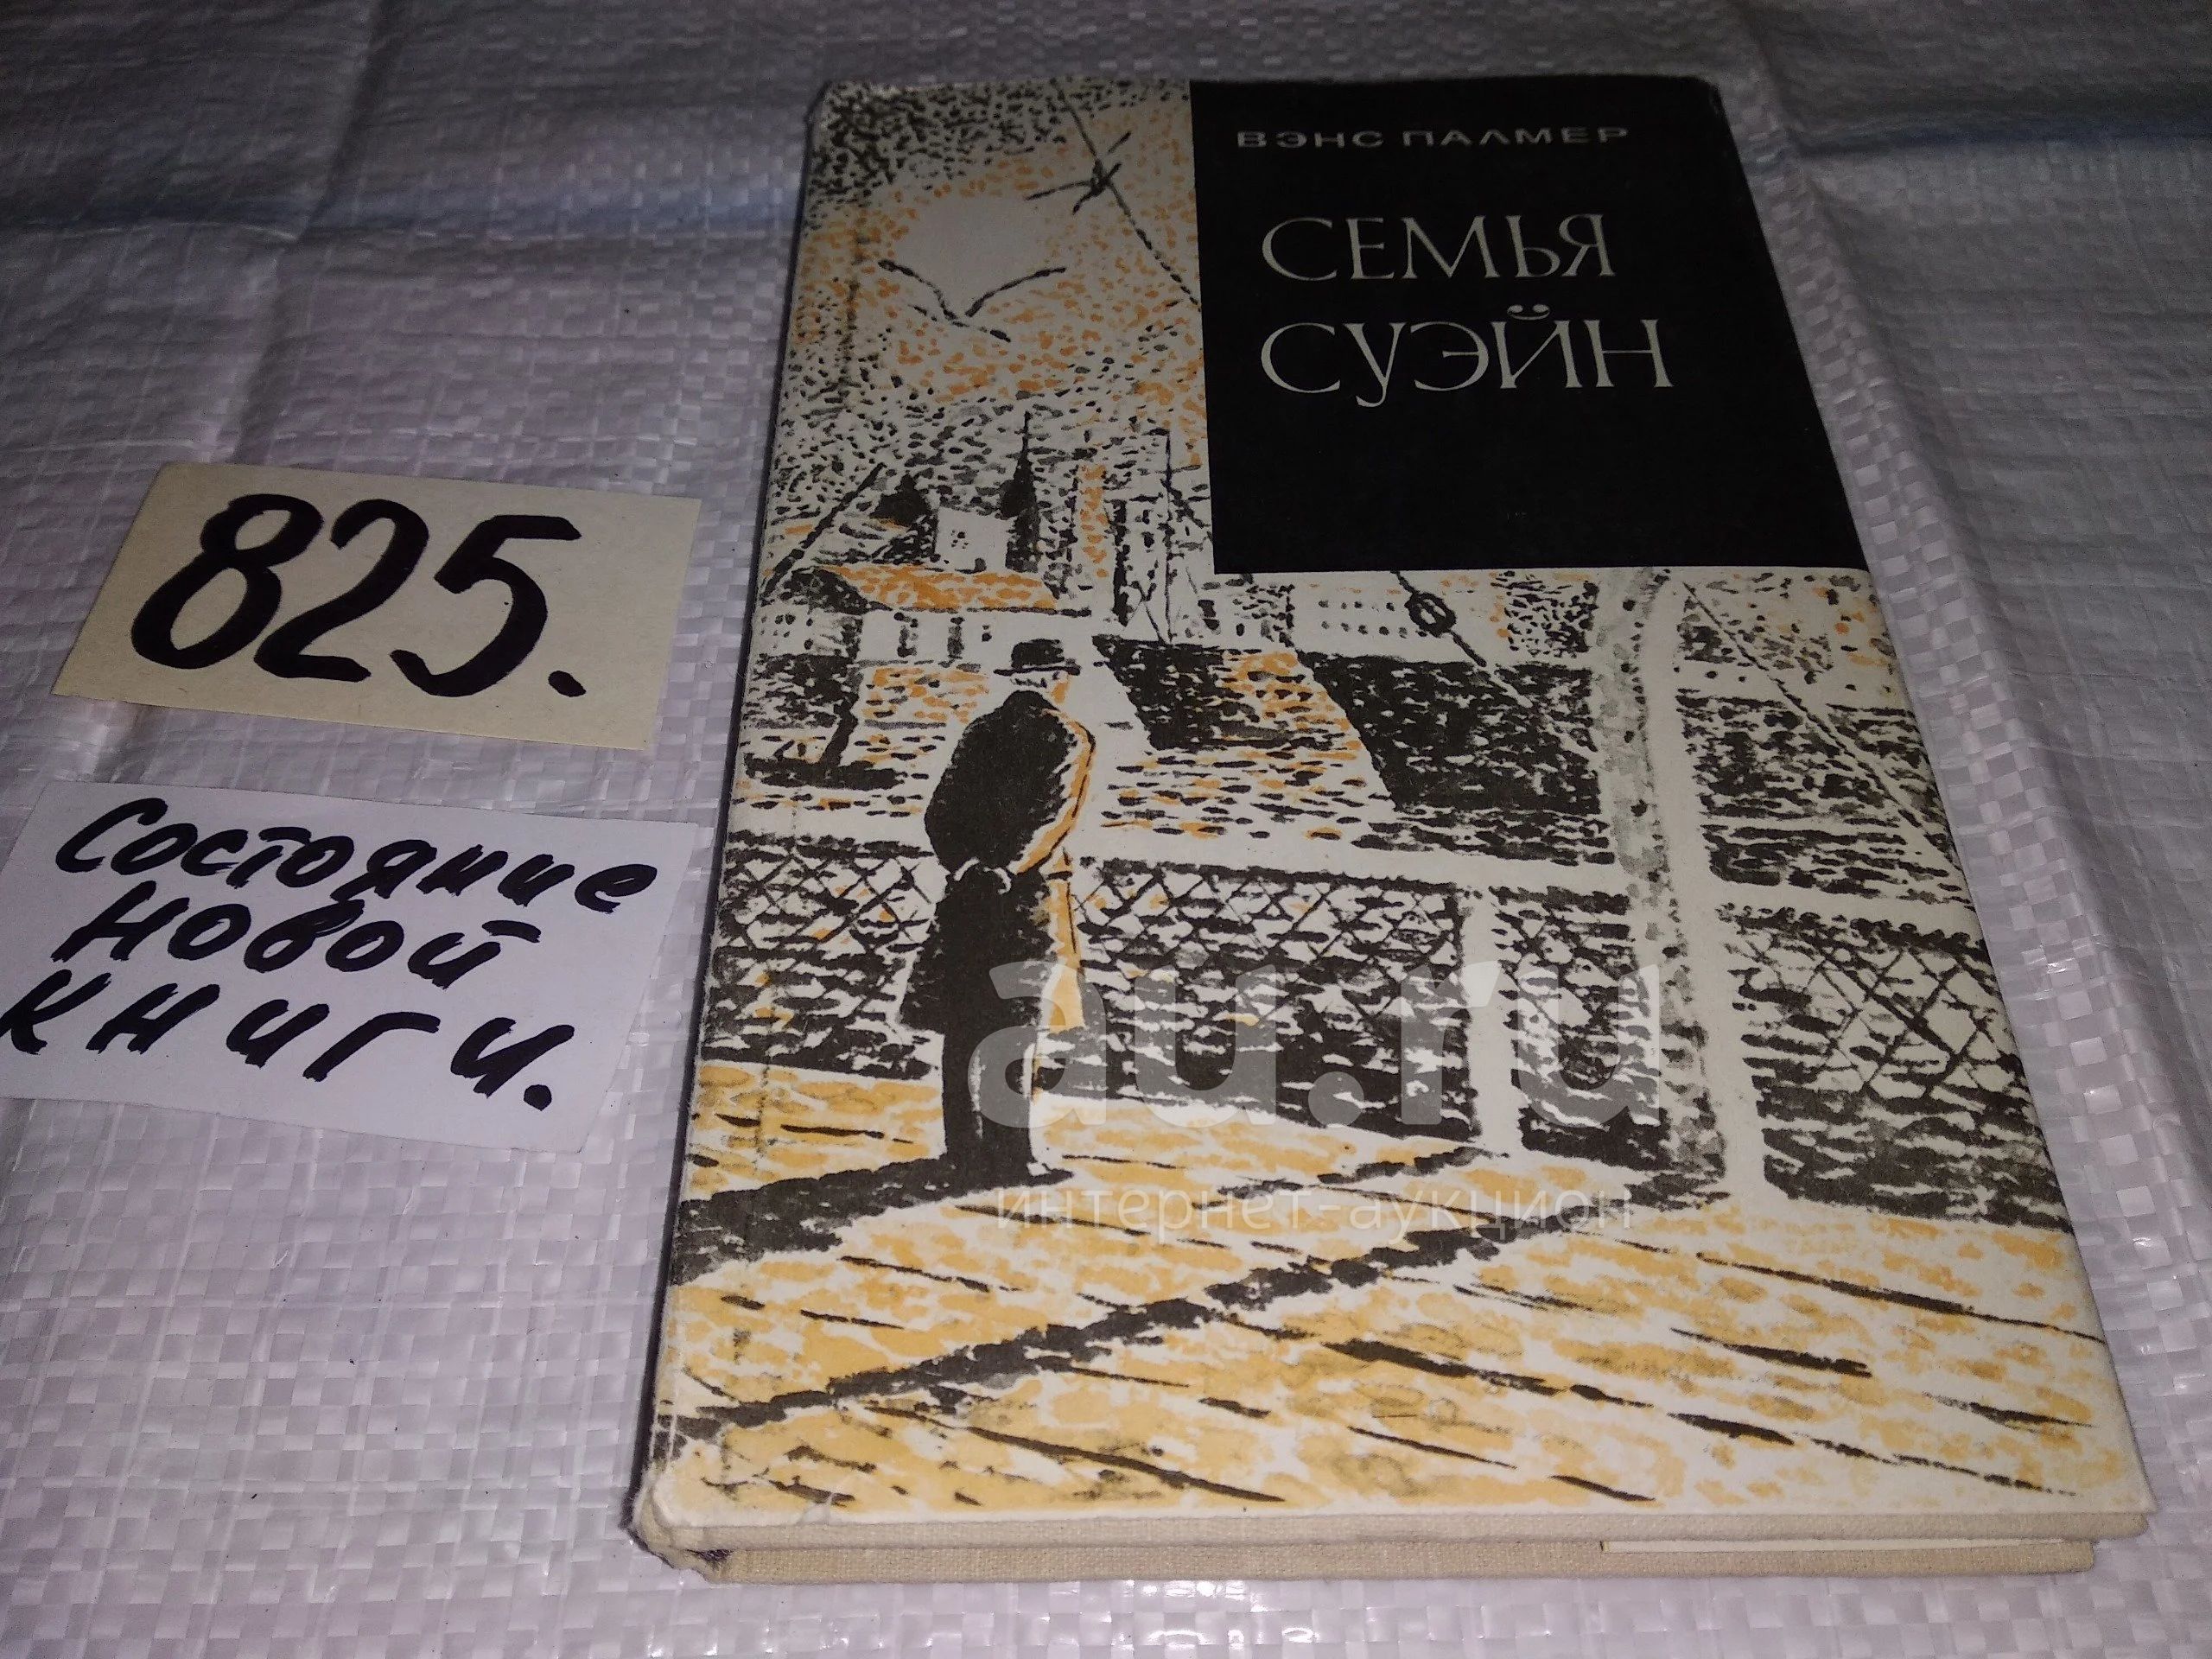 ВЭНС ПАЛМЕР
СЕМЬЯ
СУЭЙН
825.
Состояние
новой
книги.
au.ru
интернет-аукцион